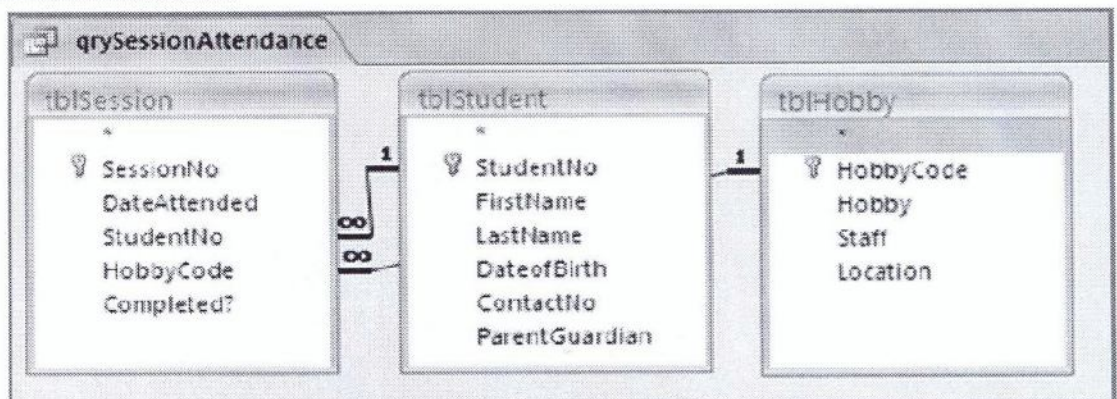 qrySessionAttendance
tblSession
*
SessionNo
DateAttended
StudentNo
HobbyCode
Completed?
1
∞
∞
tblStudent
*
StudentNo
FirstName
LastName
DateofBirth
ContactNo
ParentGuardian
1
tblHobby
*
HobbyCode
Hobby
Staff
Location